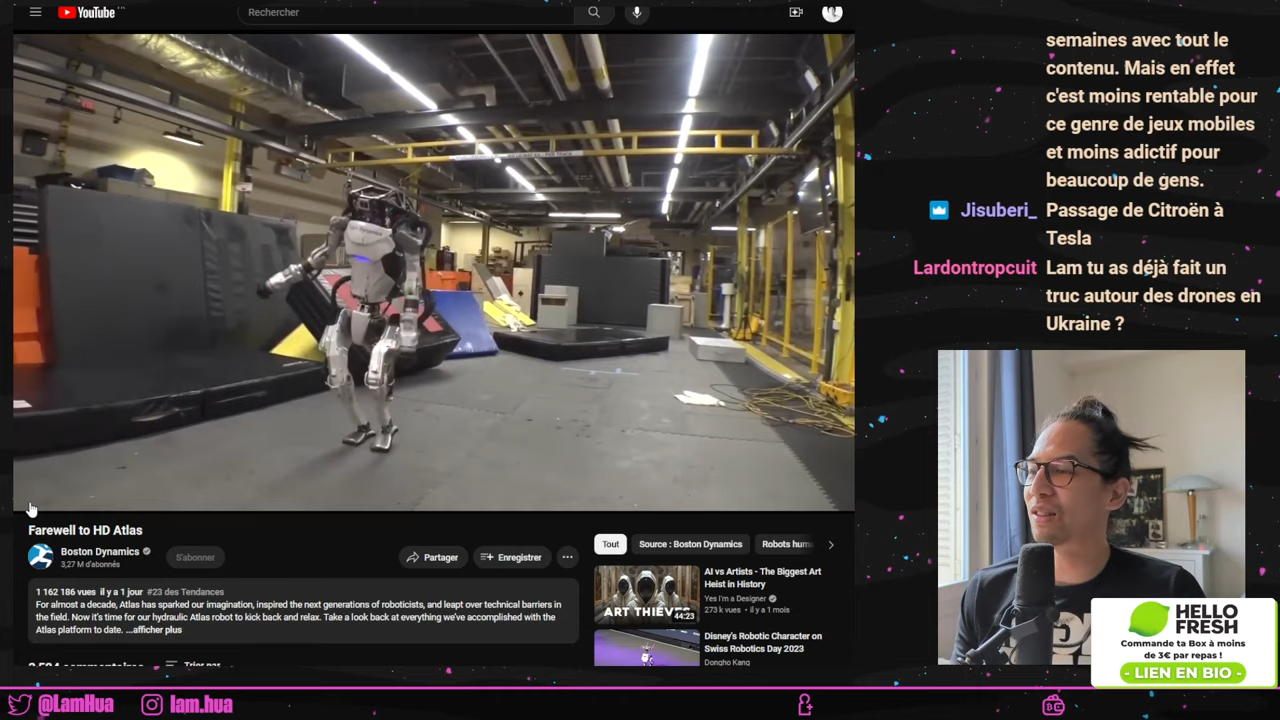 YouTube
Rechercher
semaines avec tout le
contenu. Mais en effet
c'est moins rentable pour
ce genre de jeux mobiles
et moins adictif pour
beaucoup de gens.
Jisuberi_ Passage de Citroën à
Tesla
Lardontropcuit Lam tu as déjà fait un
truc autour des drones en
Ukraine ?
Farewell to HD Atlas
Boston Dynamics
3,27 M d'abonnés
S'abonner
Partager
Enregistrer
1 162 186 vues il y a 1 jour #23 des Tendances
For almost a decade, Atlas has sparked our imagination, inspired the next generations of roboticists, and leapt over technical barriers in
the field. Now it's time for our hydraulic Atlas robot to kick back and relax. Take a look back at everything we've accomplished with the
Atlas platform to date. ...afficher plus
Trier par
Tout
Source : Boston Dynamics
Robots hum
ART THIEVES
44:23
AI vs Artists - The Biggest Art
Heist in History
Yes I'm a Designer
273 k vues • il y a 1 mois
Disney's Robotic Character on
Swiss Robotics Day 2023
Dongho Kang
HELLO
FRESH
Commande ta Box à moins
de 3€ par repas !
- LIEN EN BIO -
@LamHua
lam.hua